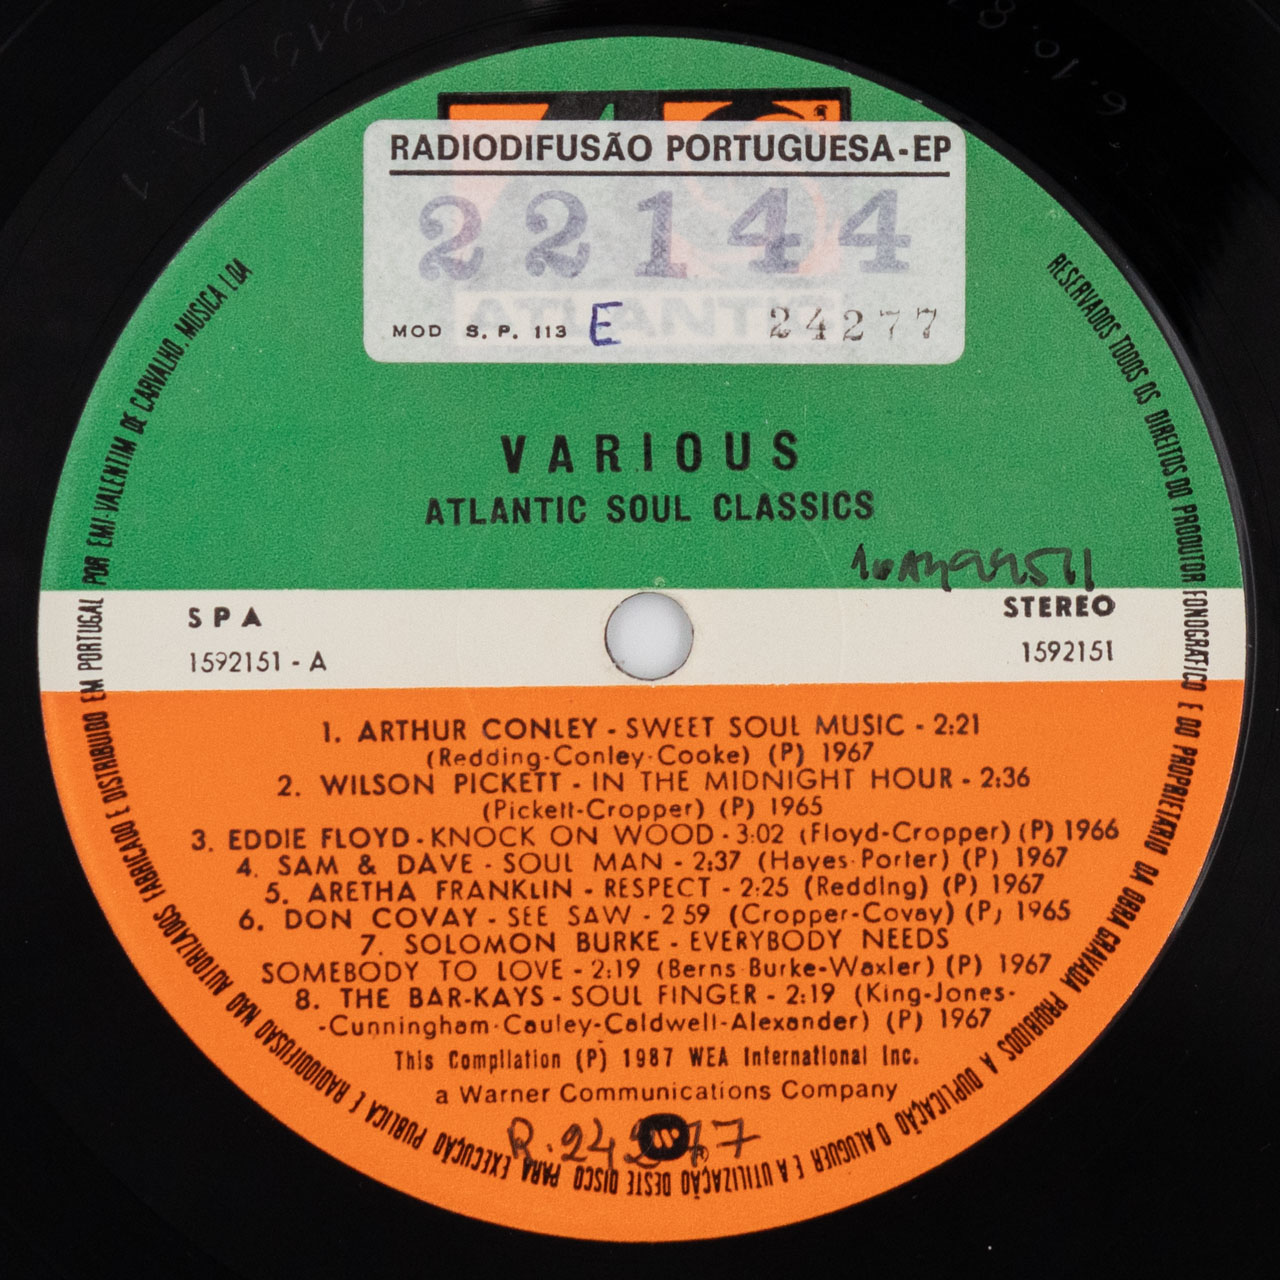 RADIODIFUSÃO PORTUGUESA-EP
22144
MOD S. P. 113 E 24277
ATLANTIC
VARIOUS
ATLANTIC SOUL CLASSICS
SPA
1592151 - A
STEREO
1592151
1. ARTHUR CONLEY - SWEET SOUL MUSIC - 2:21
(Redding-Conley-Cooke) (P) 1967
2. WILSON PICKETT - IN THE MIDNIGHT HOUR - 2:36
(Pickett-Cropper) (P) 1965
3. EDDIE FLOYD - KNOCK ON WOOD - 3:02 (Floyd-Cropper) (P) 1966
4. SAM & DAVE - SOUL MAN - 2:37 (Hayes-Porter) (P) 1967
5. ARETHA FRANKLIN - RESPECT - 2:25 (Redding) (P) 1967
6. DON COVAY - SEE SAW - 2 59 (Cropper-Covay) (P) 1965
7. SOLOMON BURKE - EVERYBODY NEEDS
SOMEBODY TO LOVE - 2:19 (Berns-Burke-Waxler) (P) 1967
8. THE BAR-KAYS - SOUL FINGER - 2:19 (King-Jones-
-Cunningham-Cauley-Caldwell-Alexander) (P) 1967
This Compilation (P) 1987 WEA International Inc.
a Warner Communications Company
R. 24277
RESERVADOS TODOS OS DIREITOS DO PRODUTOR FONOGRAFICO E DO PROPRIETARIO DA OBRA GRAVADA PROIBIDOS A DUPLICAÇÃO O ALUGUER E A UTILIZAÇÃO DESTE DISCO PARA EXECUÇÃO PUBLICA E RADIODIFUSAO NAO AUTORIZADOS FABRICADO E DISTRIBUIDO EM PORTUGAL POR EMI-VALENTIM DE CARVALHO, MUSICA LDA